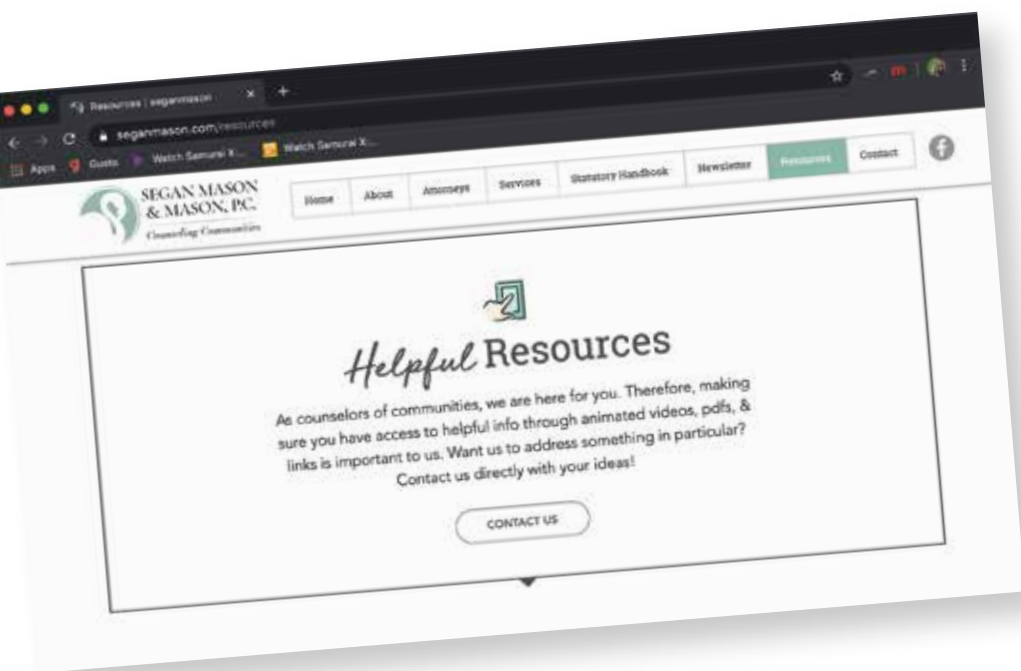 Resources | seganmason
seganmason.com/resources
Apps Gusto Watch Samurai X:... Watch Samurai X:...
SEGAN MASON
& MASON, P.C.
Counseling Communities
Home About Attorneys Services Statutory Handbook Newsletter Resources Contact
Helpful Resources
As counselors of communities, we are here for you. Therefore, making
sure you have access to helpful info through animated videos, pdfs, &
links is important to us. Want us to address something in particular?
Contact us directly with your ideas!
CONTACT US